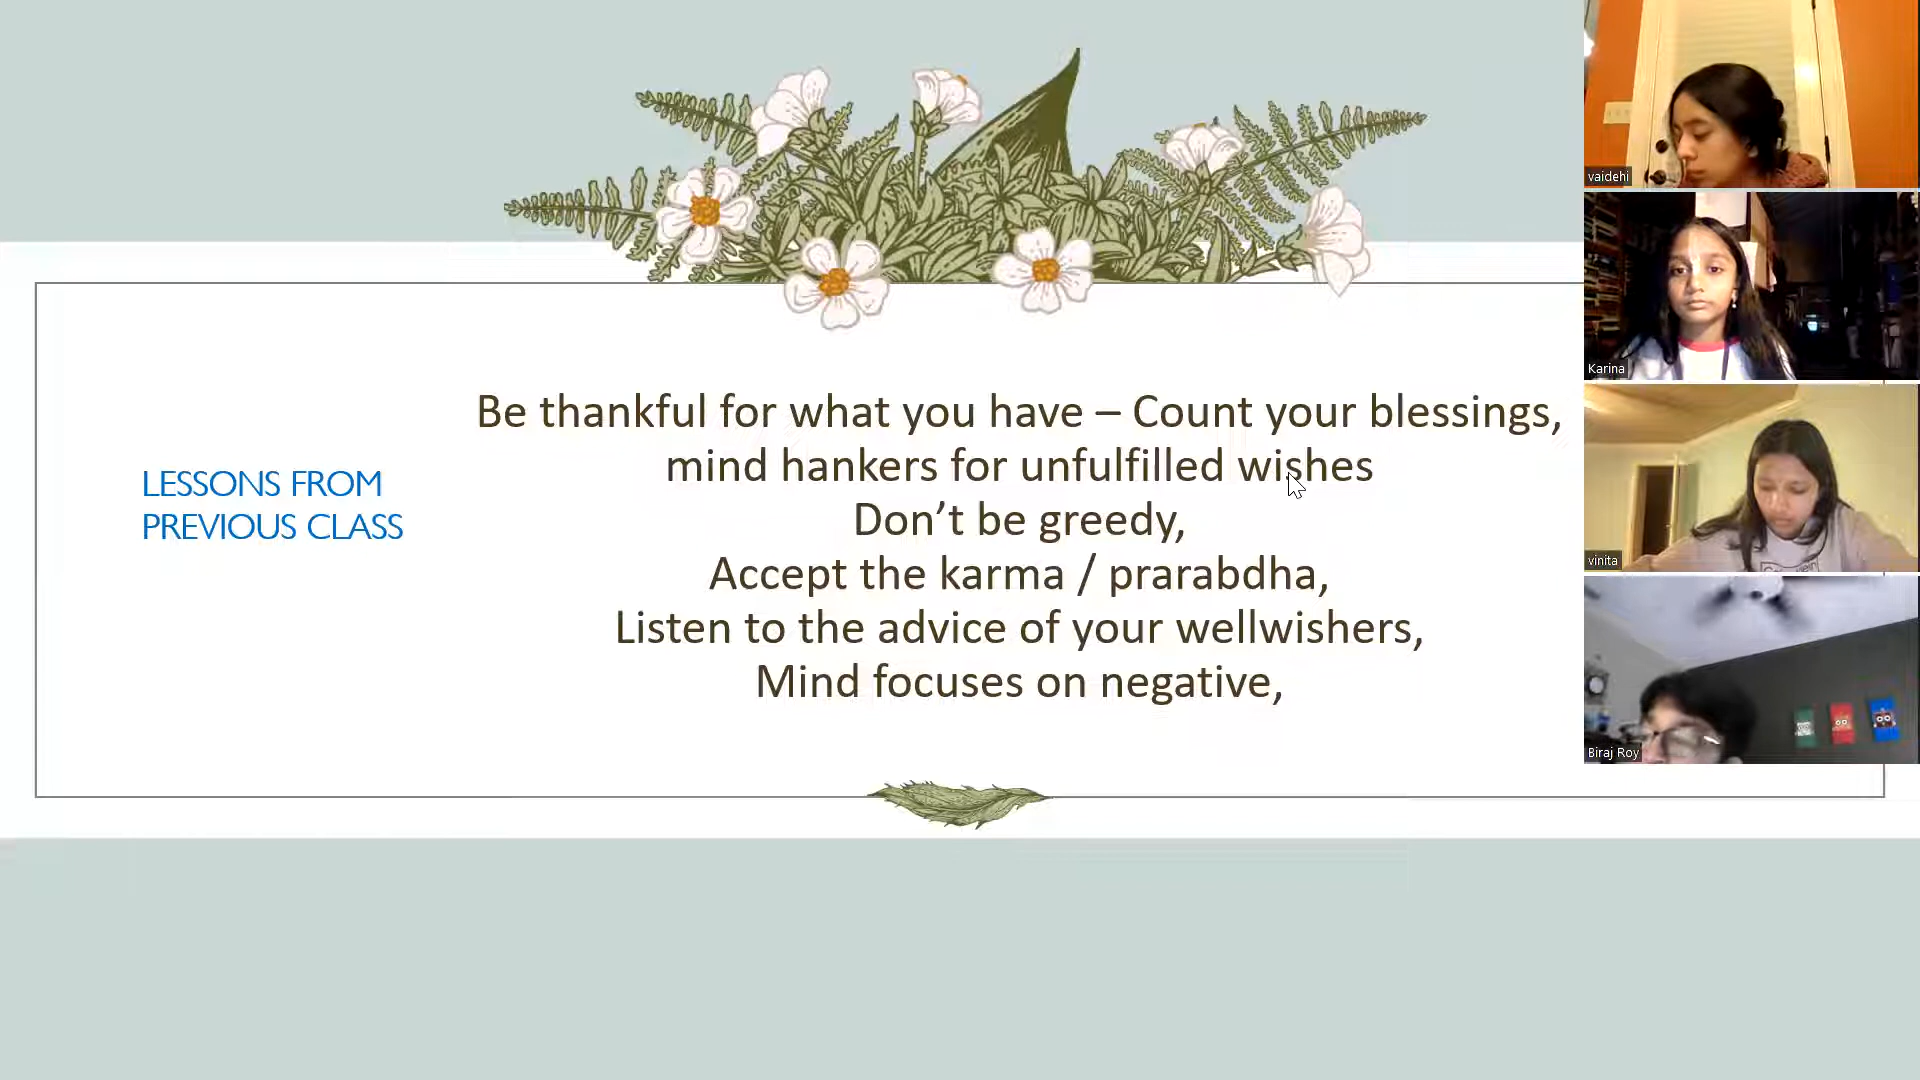 LESSONS FROM
PREVIOUS CLASS
Be thankful for what you have – Count your blessings,
mind hankers for unfulfilled wishes
Don’t be greedy,
Accept the karma / prarabdha,
Listen to the advice of your wellwishers,
Mind focuses on negative,
vaidehi
Karina
vinita
Biraj Roy